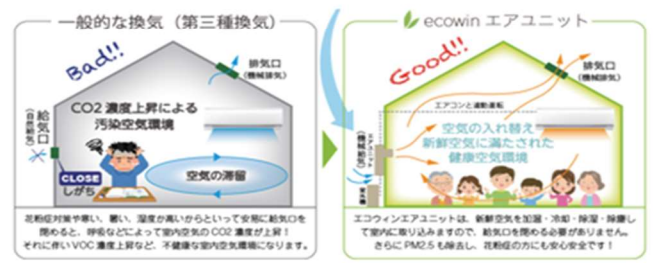 一般的な換気（第三種換気）
Bad!!
排気口
（機械排気）
CO2 濃度上昇による
汚染空気環境
給気口
（自然給気）
CLOSE
しがち
空気の滞留
花粉症対策や寒い、暑い、湿度が高いからといって安易に給気口を
閉めると、呼吸などによって室内空気の CO2 濃度が上昇！
それに伴い VOC 濃度上昇など、不健康な室内空気環境になります。
ecowin エアユニット
Good!!
排気口
（機械排気）
エアコンと連動運転
空気の入れ替え
新鮮空気に満たされた
健康空気環境
（機械給気）
エコウィンエアユニットは、新鮮空気を加温・冷却・除湿・除塵し
て室内に取り込みますので、給気口を閉める必要がありません。
さらに PM2.5 も除去し、花粉症の方にも安心安全です！